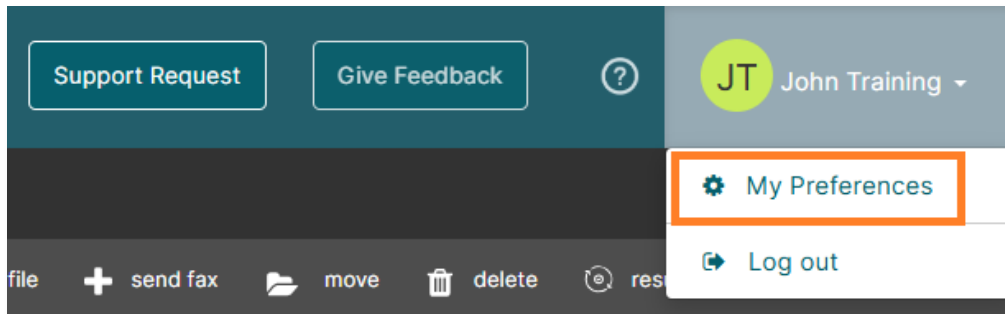 Support Request
Give Feedback
?
JT
John Training
My Preferences
Log out
file
send fax
move
delete